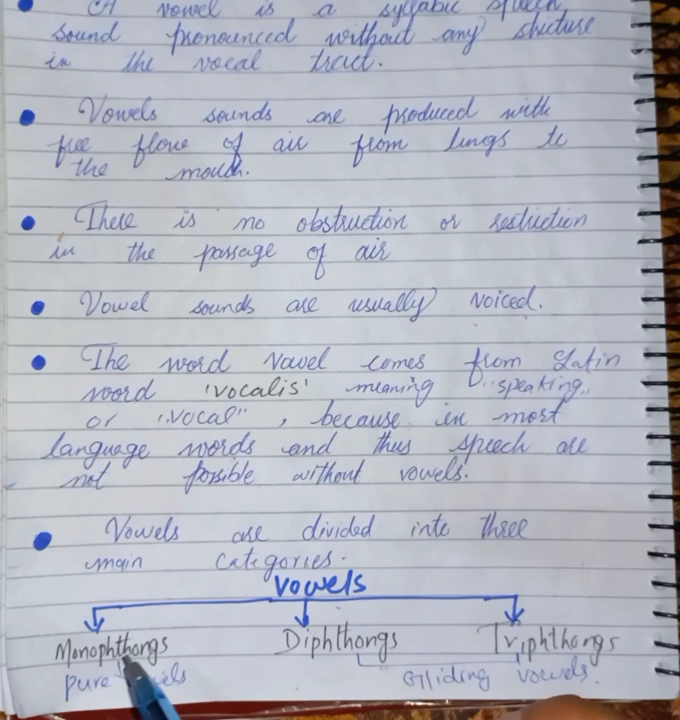 A vowel is a syllabic speech
sound pronounced without any stricture
in the vocal tract.
Vowels sounds are produced with
free flow of air from lungs to
the mouth.
There is no obstruction or restriction
in the passage of air
Vowel sounds are usually voiced.
The word vowel comes from Latin
word 'vocalis' meaning "speaking"
or "vocal", because in most
language words and thus speech are
not possible without vowels.
Vowels are divided into three
main categories.
vowels
Monophthongs Diphthongs Triphthongs
pure Gliding vowels.